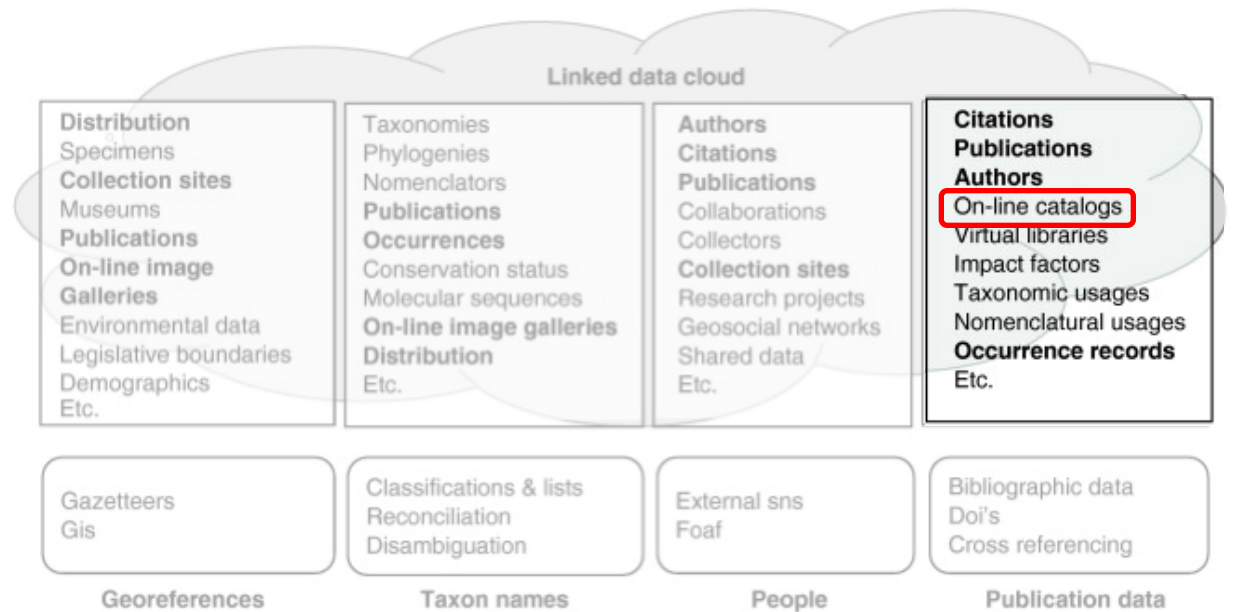 Linked data cloud
Distribution
Specimens
Collection sites
Museums
Publications
On-line image
Galleries
Environmental data
Legislative boundaries
Demographics
Etc.
Taxonomies
Phylogenies
Nomenclators
Publications
Occurrences
Conservation status
Molecular sequences
On-line image galleries
Distribution
Etc.
Authors
Citations
Publications
Collaborations
Collectors
Collection sites
Research projects
Geosocial networks
Shared data
Etc.
Citations
Publications
Authors
On-line catalogs
Virtual libraries
Impact factors
Taxonomic usages
Nomenclatural usages
Occurrence records
Etc.
Gazetteers
Gis
Classifications & lists
Reconciliation
Disambiguation
External sns
Foaf
Bibliographic data
Doi's
Cross referencing
Georeferences
Taxon names
People
Publication data